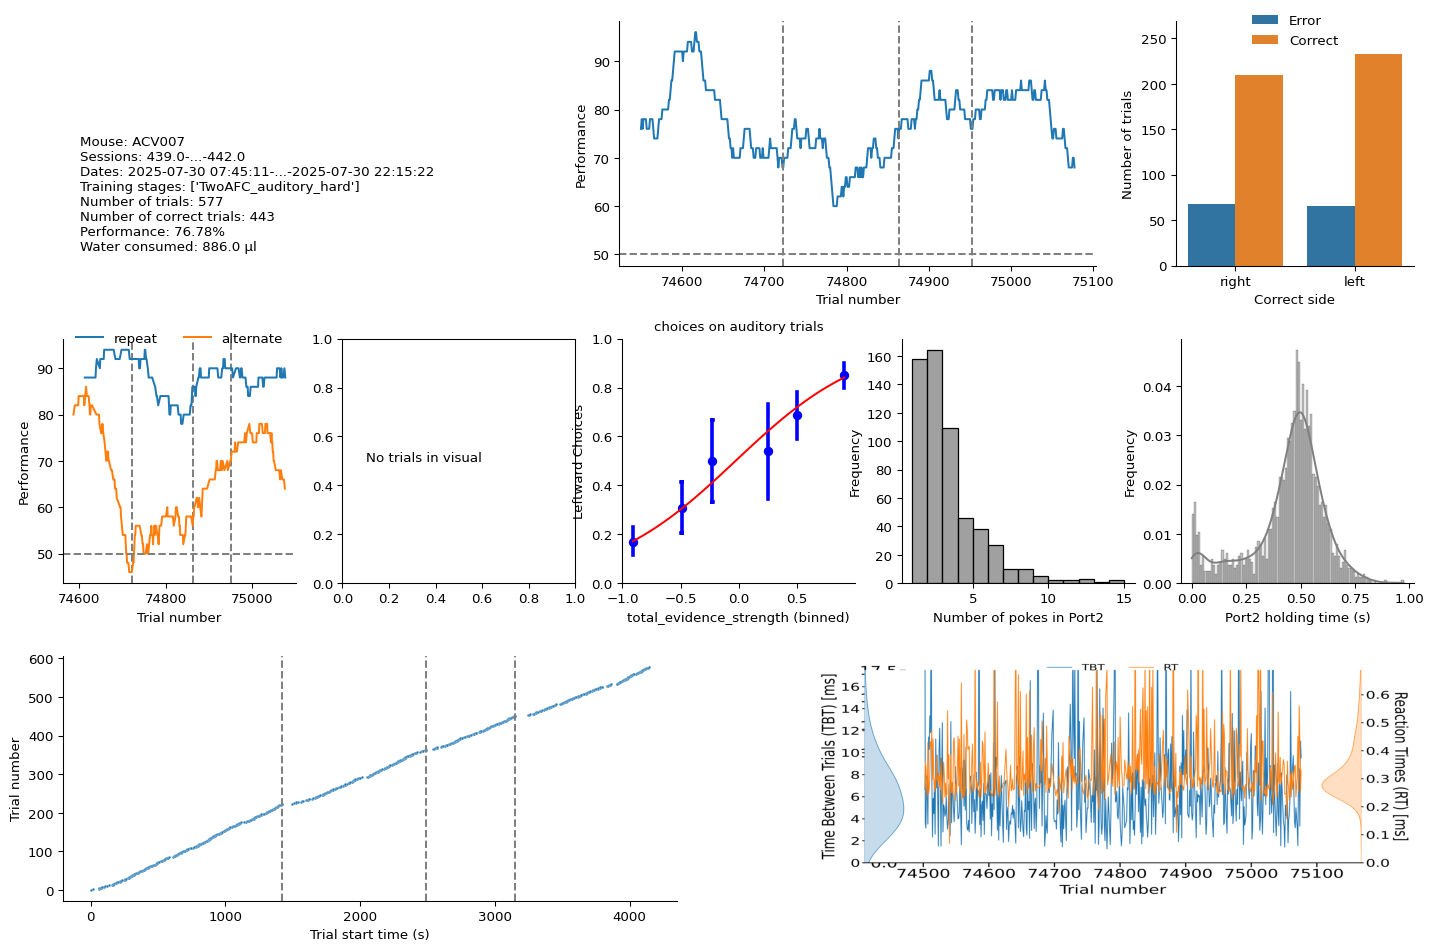 Mouse: ACV007
Sessions: 439.0-...-442.0
Dates: 2025-07-30 07:45:11-...-2025-07-30 22:15:22
Training stages: ['TwoAFC_auditory_hard']
Number of trials: 577
Number of correct trials: 443
Performance: 76.78%
Water consumed: 886.0 µl
Performance
90
80
70
60
50
74600 74700 74800 74900 75000 75100
Trial number
Error
Correct
Number of trials
250
200
150
100
50
0
right left
Correct side
repeat alternate
Performance
90
80
70
60
50
74600 74800 75000
Trial number
1.0
0.8
0.6
0.4
0.2
0.0
No trials in visual
0.0 0.2 0.4 0.6 0.8 1.0
choices on auditory trials
Leftward Choices
1.0
0.8
0.6
0.4
0.2
0.0
−1.0 −0.5 0.0 0.5
total_evidence_strength (binned)
Frequency
160
140
120
100
80
60
40
20
0
5 10 15
Number of pokes in Port2
Frequency
0.04
0.03
0.02
0.01
0.00
0.00 0.25 0.50 0.75 1.00
Port2 holding time (s)
Trial number
600
500
400
300
200
100
0
0 1000 2000 3000 4000
Trial start time (s)
TBT RT
Time Between Trials (TBT) [ms]
16
14
12
10
8
6
4
2
0
Reaction Times (RT) [ms]
0.6
0.5
0.4
0.3
0.2
0.1
0.0
74500 74600 74700 74800 74900 75000 75100
Trial number